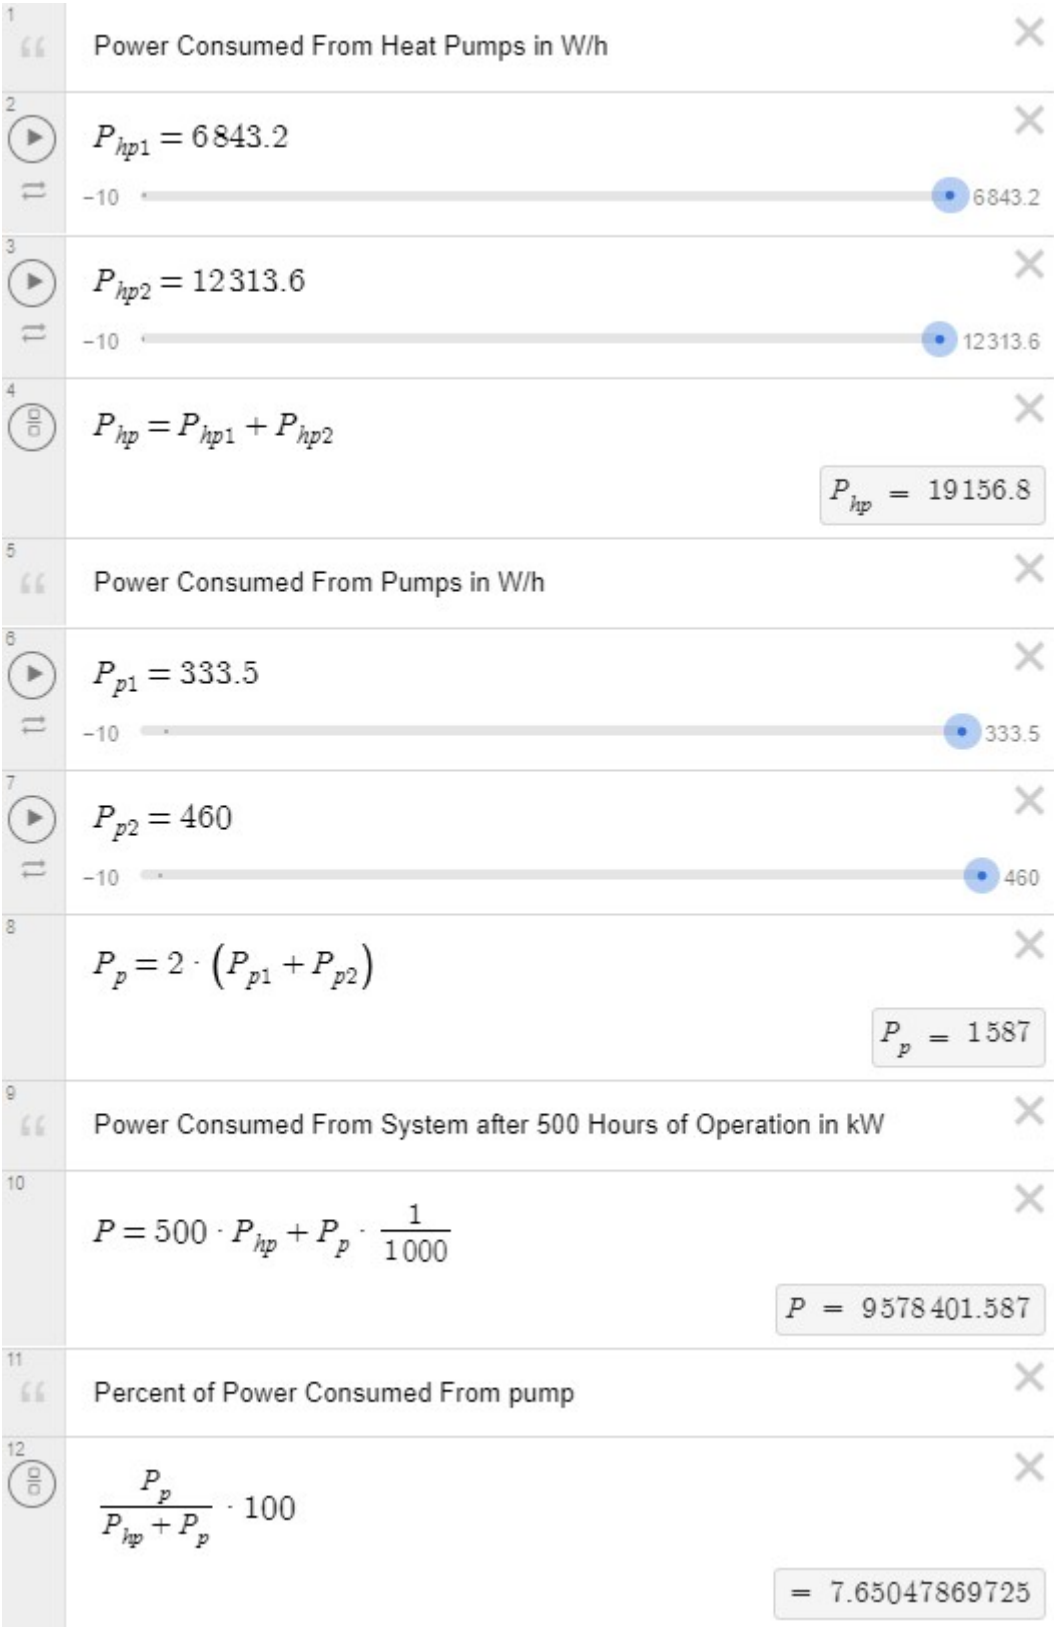 1
Power Consumed From Heat Pumps in W/h
2
P_hp1 = 6843.2
-10 6843.2
3
P_hp2 = 12313.6
-10 12313.6
4
P_hp = P_hp1 + P_hp2
P_hp = 19156.8
5
Power Consumed From Pumps in W/h
6
P_p1 = 333.5
-10 333.5
7
P_p2 = 460
-10 460
8
P_p = 2 · (P_p1 + P_p2)
P_p = 1587
9
Power Consumed From System after 500 Hours of Operation in kW
10
P = 500 · P_hp + P_p · 1/1000
P = 9578401.587
11
Percent of Power Consumed From pump
12
P_p/(P_hp + P_p) · 100
= 7.65047869725